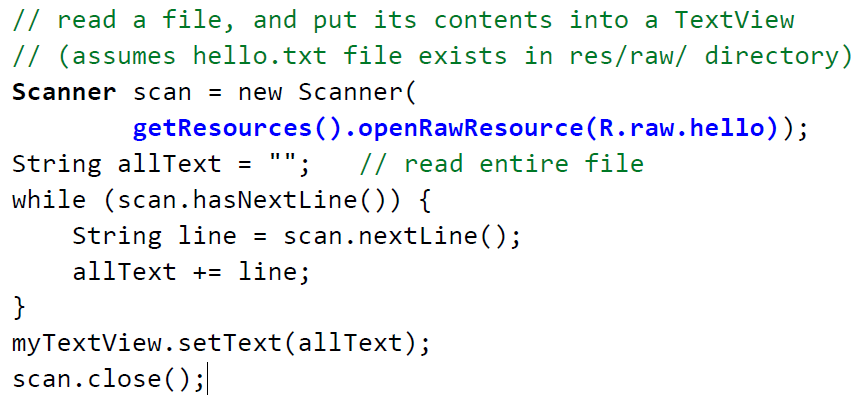 // read a file, and put its contents into a TextView
// (assumes hello.txt file exists in res/raw/ directory)
Scanner scan = new Scanner(
        getResources().openRawResource(R.raw.hello));
String allText = "";   // read entire file
while (scan.hasNextLine()) {
    String line = scan.nextLine();
    allText += line;
}
myTextView.setText(allText);
scan.close();